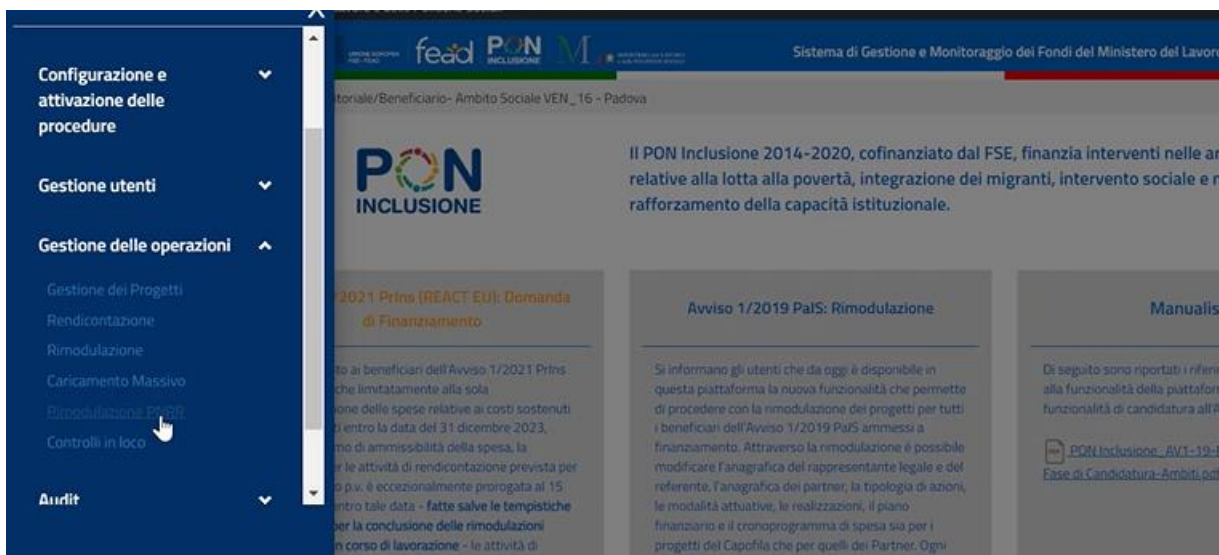 Configurazione e
attivazione delle
procedure
Gestione utenti
Gestione delle operazioni
Gestione dei Progetti
Rendicontazione
Rimodulazione
Caricamento Massivo
Rimodulazione PNRR
Controlli in loco
Audit
UNIONE EUROPEA
fead
PON
INCLUSIONE
Sistema di Gestione e Monitoraggio dei Fondi del Ministero del Lavoro
itoriale/Beneficiario- Ambito Sociale VEN_16 - Padova
PON
INCLUSIONE
Il PON Inclusione 2014-2020, cofinanziato dal FSE, finanzia interventi nelle ar
relative alla lotta alla povertà, integrazione dei migranti, intervento sociale e r
rafforzamento della capacità istituzionale.
/2021 PrIns (REACT EU): Domanda
di Finanziamento
to ai beneficiari dell'Avviso 1/2021 PrIns
che limitatamente alla sola
ione delle spese relative ai costi sostenuti
i entro la data del 31 dicembre 2023,
mo di ammissibilità della spesa, la
er le attività di rendicontazione prevista per
o p.v. è eccezionalmente prorogata al 15
ntro tale data - fatte salve le tempistiche
per la conclusione delle rimodulazioni
n corso di lavorazione - le attività di
Avviso 1/2019 PaIS: Rimodulazione
Si informano gli utenti che da oggi è disponibile in
questa piattaforma la nuova funzionalità che permette
di procedere con la rimodulazione dei progetti per tutti
i beneficiari dell'Avviso 1/2019 PaIS ammessi a
finanziamento. Attraverso la rimodulazione è possibile
modificare l'anagrafica del rappresentante legale e del
referente, l'anagrafica dei partner, la tipologia di azioni,
le modalità attuative, le realizzazioni, il piano
finanziario e il cronoprogramma di spesa sia per i
progetti del Capofila che per quelli dei Partner. Ogni
Manualis
Di seguito sono riportati i riferim
alla funzionalità della piattaform
funzionalità di candidatura all'A
PON Inclusione_AV1-19-
Fase di Candidatura-Ambiti.pdf